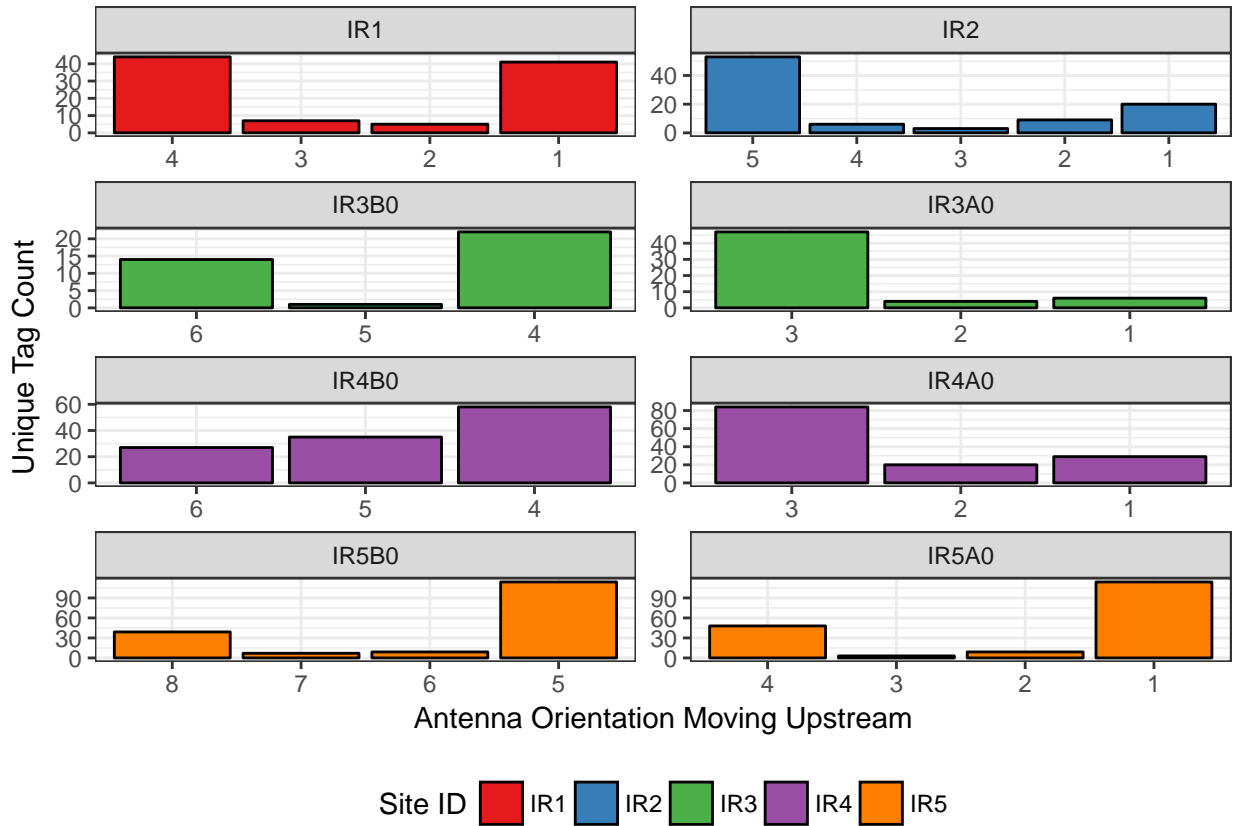 IR1
IR2
40
30
20
10
0
4 3 2 1
40
20
0
5 4 3 2 1
IR3B0
IR3A0
20
15
10
5
0
6 5 4
40
30
20
10
0
3 2 1
IR4B0
IR4A0
60
40
20
0
6 5 4
80
60
40
20
0
3 2 1
IR5B0
IR5A0
90
60
30
0
8 7 6 5
90
60
30
0
4 3 2 1
Unique Tag Count
Antenna Orientation Moving Upstream
Site ID IR1 IR2 IR3 IR4 IR5